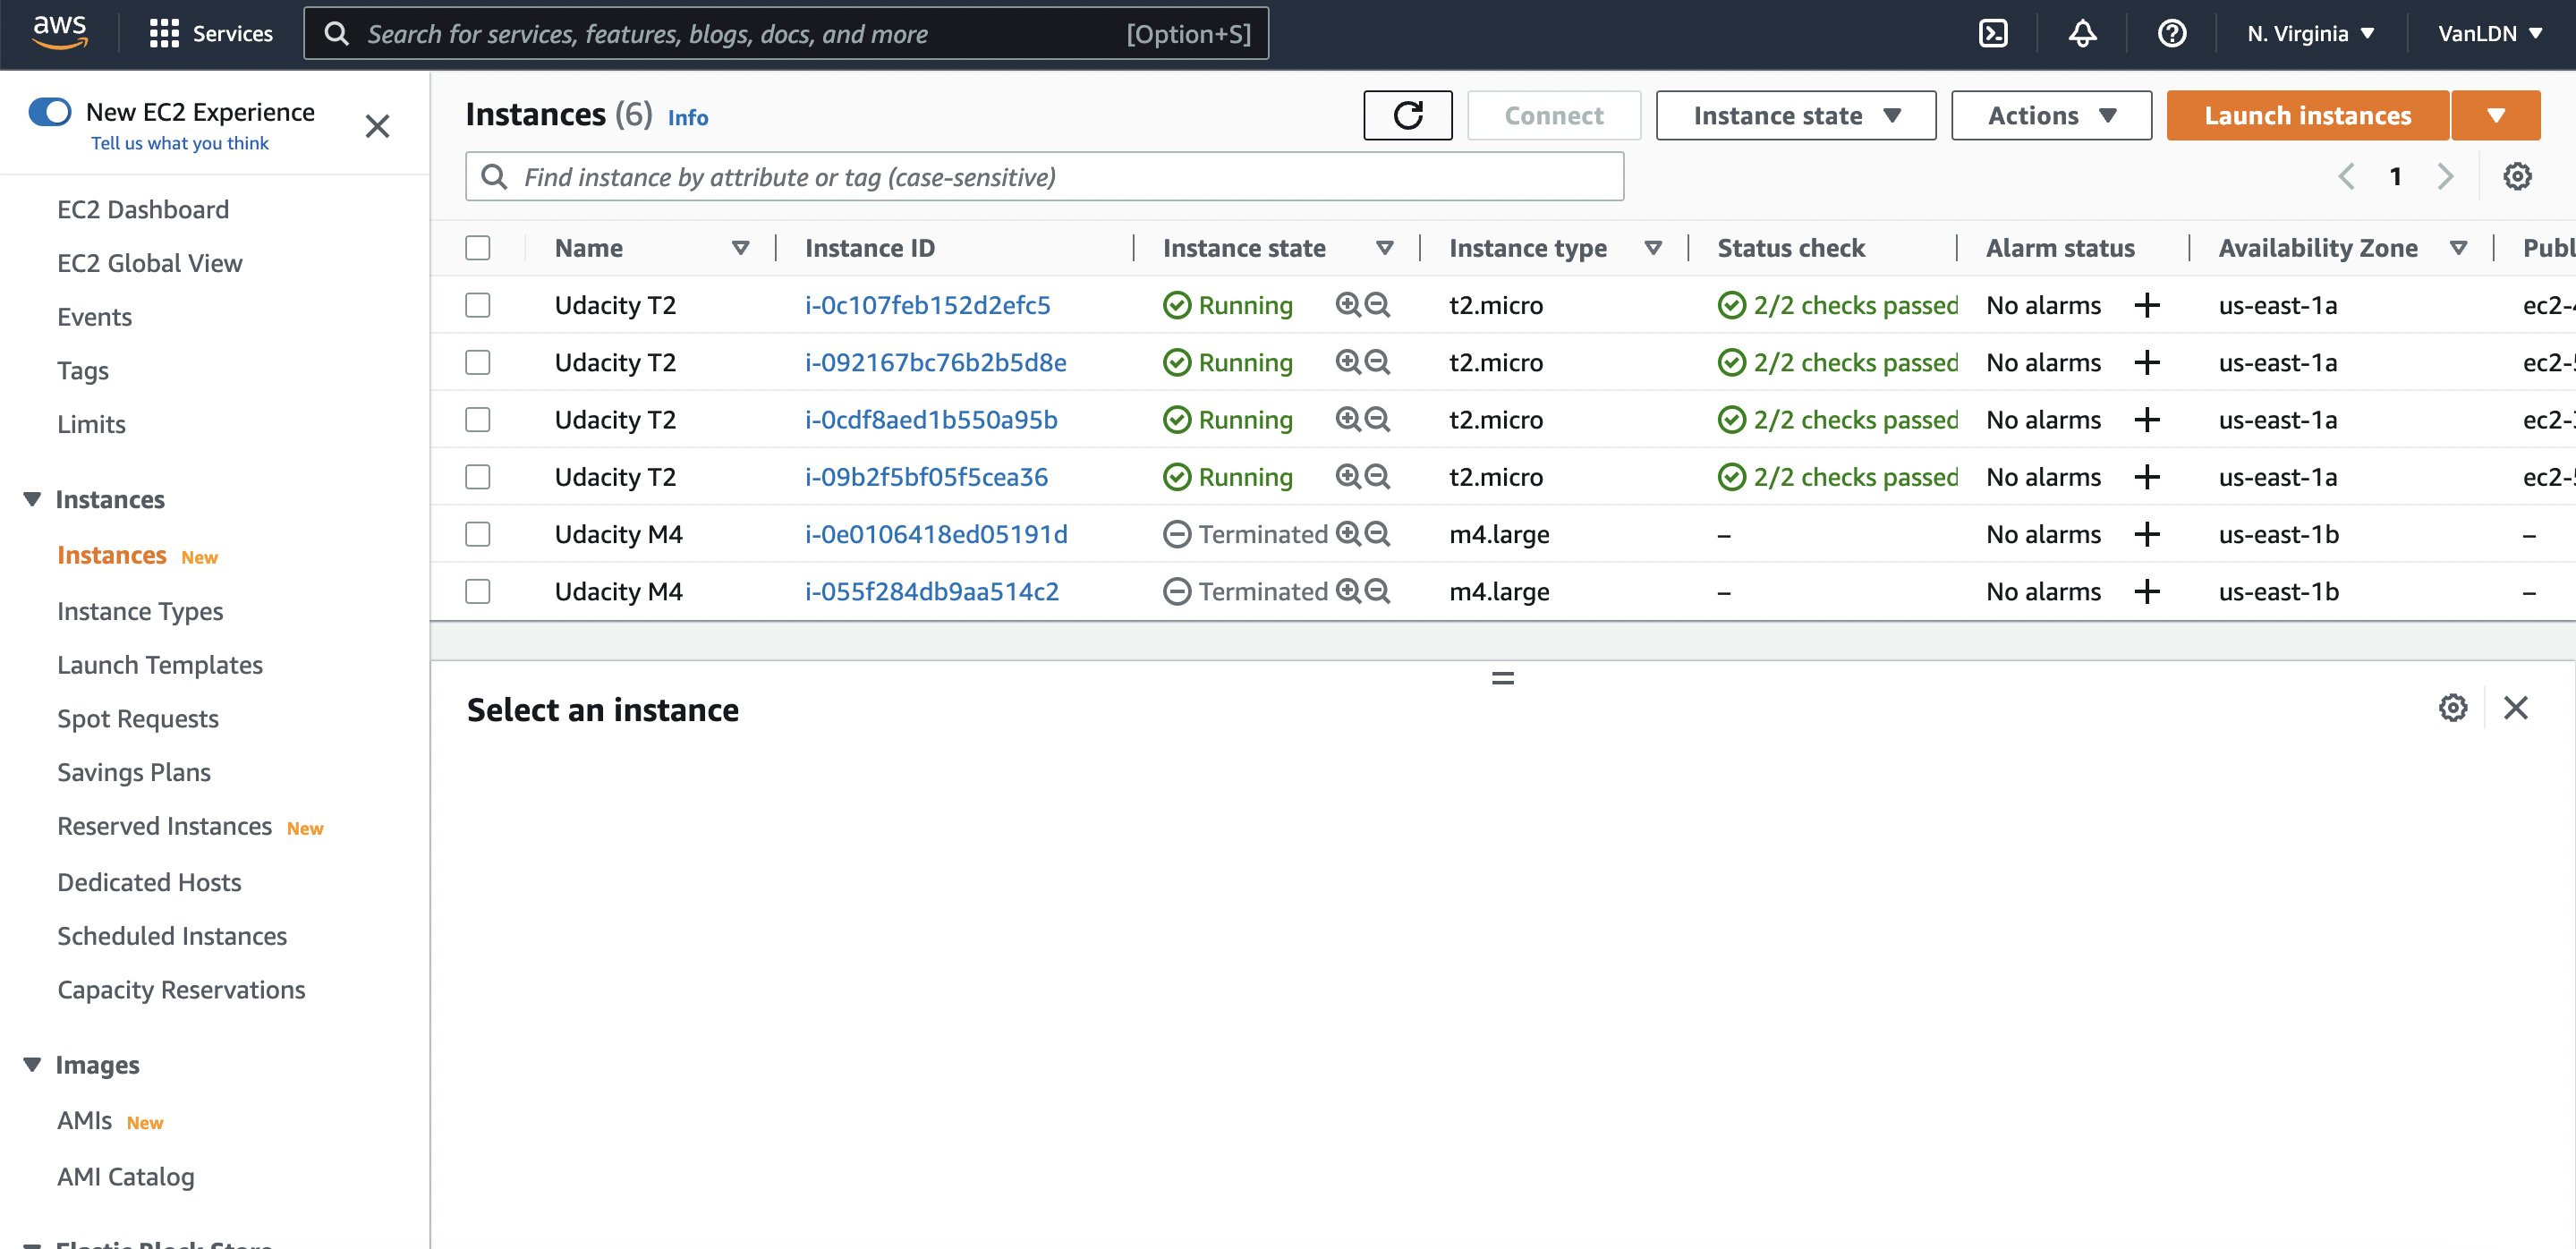 aws Services Search for services, features, blogs, docs, and more [Option+S] N. Virginia VanLDN
New EC2 Experience
Tell us what you think
EC2 Dashboard
EC2 Global View
Events
Tags
Limits
Instances
Instances New
Instance Types
Launch Templates
Spot Requests
Savings Plans
Reserved Instances New
Dedicated Hosts
Scheduled Instances
Capacity Reservations
Images
AMIs New
AMI Catalog
Elastic Block Store
Instances (6) Info Connect Instance state Actions Launch instances
Find instance by attribute or tag (case-sensitive) 1
Name Instance ID Instance state Instance type Status check Alarm status Availability Zone Publ
Udacity T2 i-0c107feb152d2efc5 Running t2.micro 2/2 checks passed No alarms + us-east-1a ec2-4
Udacity T2 i-092167bc76b2b5d8e Running t2.micro 2/2 checks passed No alarms + us-east-1a ec2-5
Udacity T2 i-0cdf8aed1b550a95b Running t2.micro 2/2 checks passed No alarms + us-east-1a ec2-3
Udacity T2 i-09b2f5bf05f5cea36 Running t2.micro 2/2 checks passed No alarms + us-east-1a ec2-5
Udacity M4 i-0e0106418ed05191d Terminated m4.large – No alarms + us-east-1b –
Udacity M4 i-055f284db9aa514c2 Terminated m4.large – No alarms + us-east-1b –
Select an instance